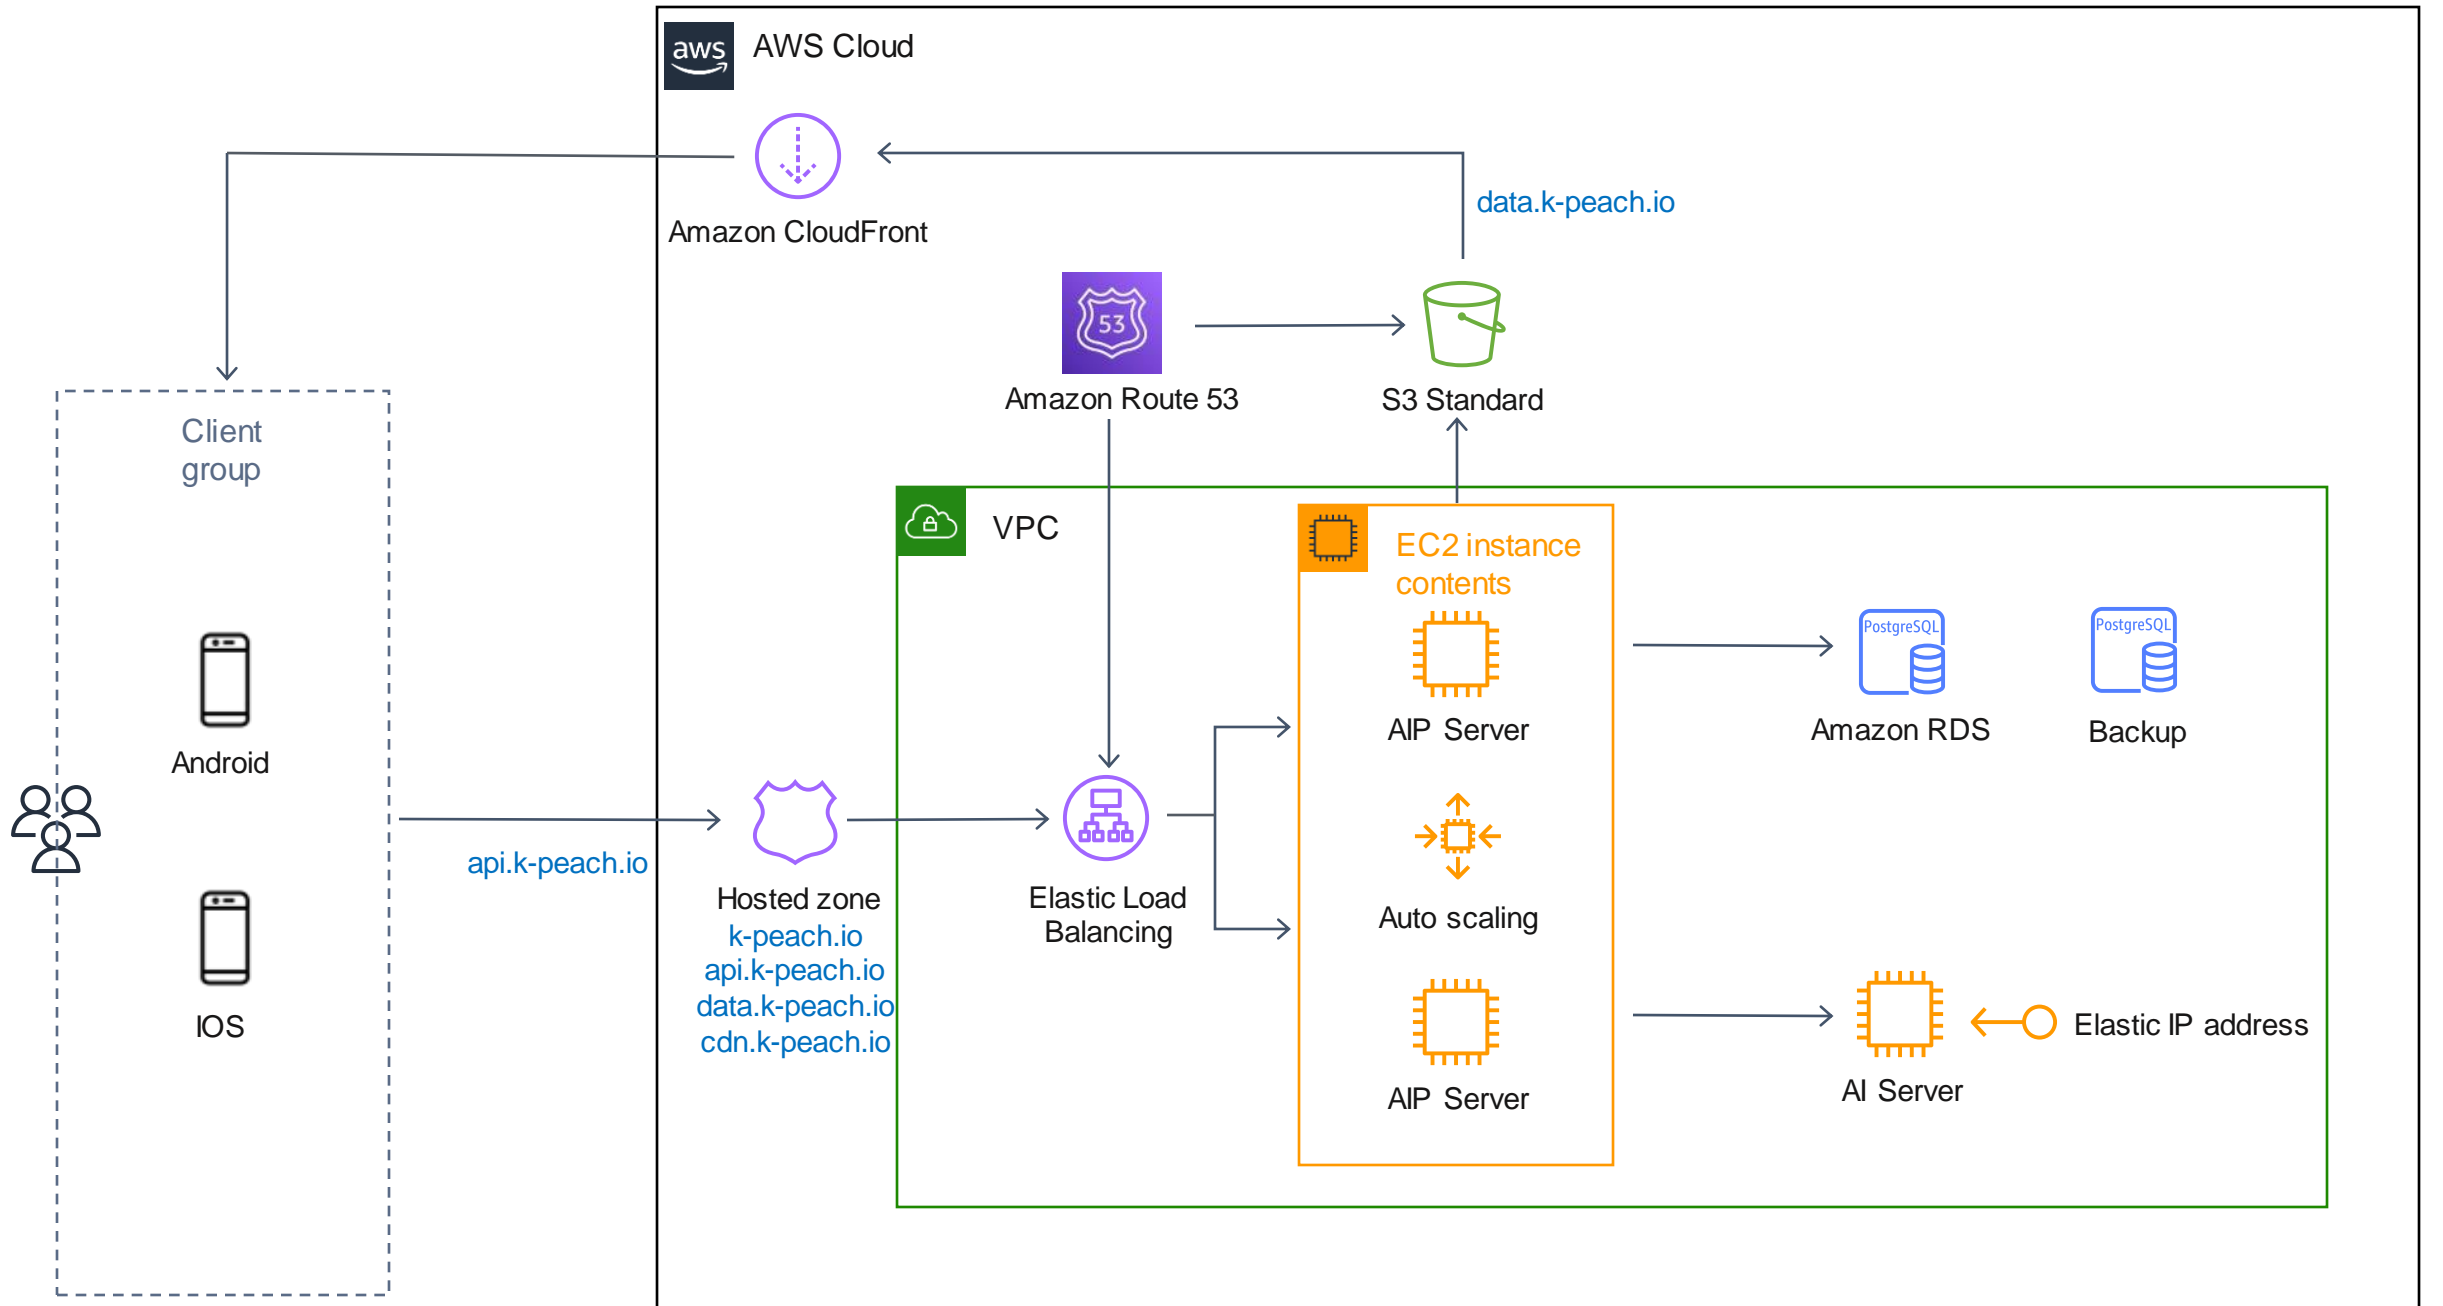 aws
AWS Cloud
Amazon CloudFront
data.k-peach.io
53
Amazon Route 53
S3 Standard
Client
group
VPC
EC2 instance
contents
Android
IOS
api.k-peach.io
Hosted zone
k-peach.io
api.k-peach.io
data.k-peach.io
cdn.k-peach.io
Elastic Load
Balancing
AIP Server
Auto scaling
AIP Server
PostgreSQL
Amazon RDS
PostgreSQL
Backup
AI Server
Elastic IP address